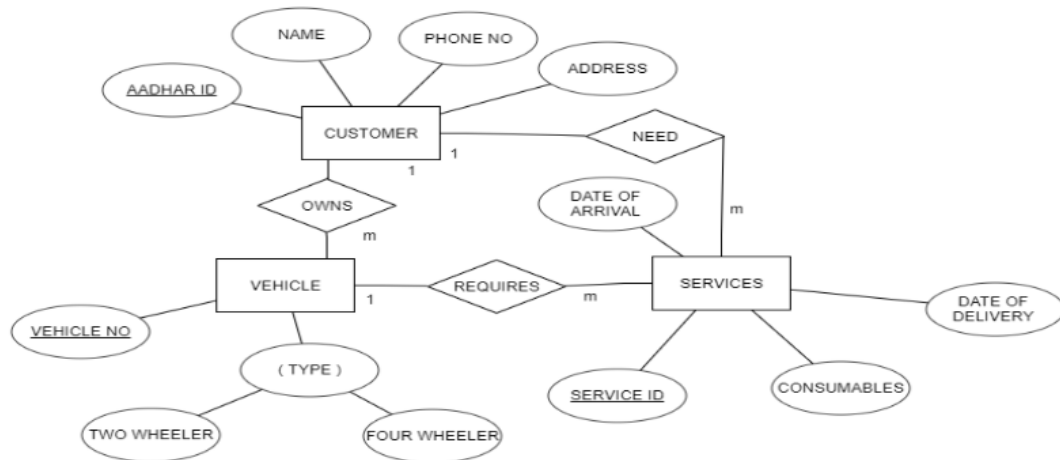 NAME
PHONE NO
ADDRESS
AADHAR ID
CUSTOMER
NEED
1
1
OWNS
DATE OF
ARRIVAL
m
m
VEHICLE
REQUIRES
SERVICES
1
m
DATE OF
DELIVERY
VEHICLE NO
( TYPE )
CONSUMABLES
SERVICE ID
TWO WHEELER
FOUR WHEELER